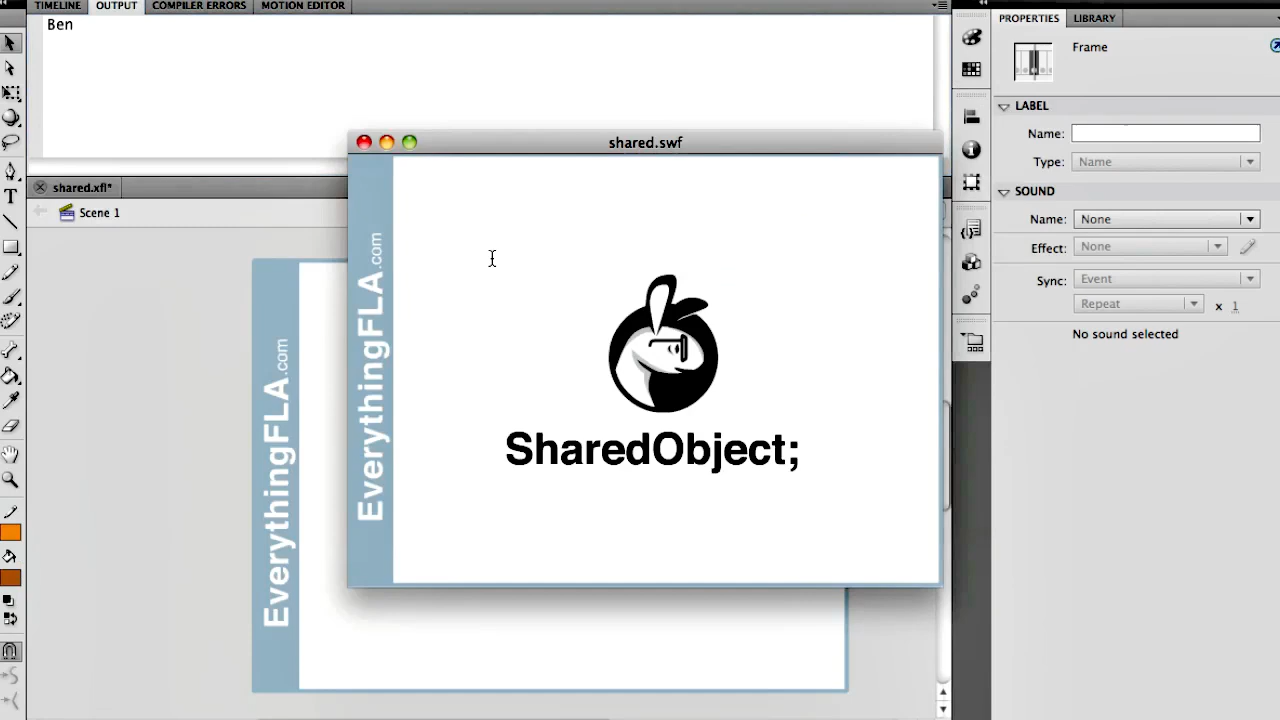 TIMELINE OUTPUT COMPILER ERRORS MOTION EDITOR
Ben
shared.swf
shared.xfl*
Scene 1
EverythingFLA.com
EverythingFLA.com
SharedObject;
PROPERTIES LIBRARY
Frame
LABEL
Name:
Type: Name
SOUND
Name: None
Effect: None
Sync: Event
Repeat x 1
No sound selected